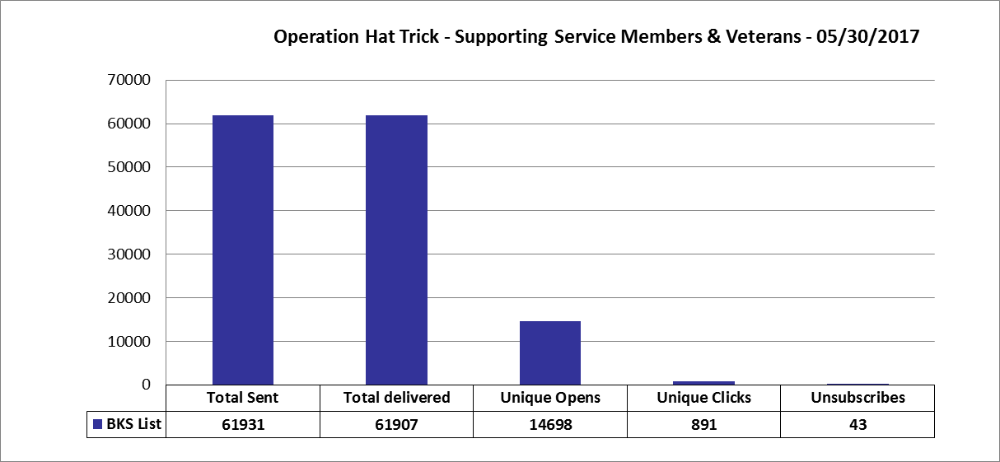 Operation Hat Trick - Supporting Service Members & Veterans - 05/30/2017
70000
60000
50000
40000
30000
20000
10000
0
Total Sent Total delivered Unique Opens Unique Clicks Unsubscribes
BKS List 61931 61907 14698 891 43